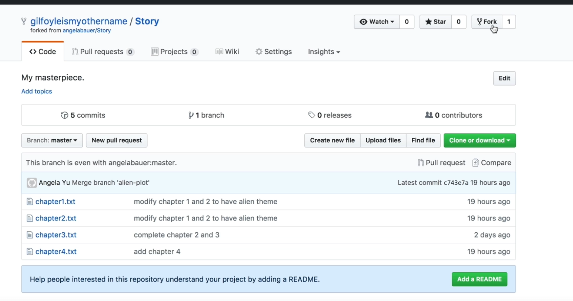 gilfoyleismyothername / Story
forked from angelabauer/Story
Watch 0 Star 0 Fork 1
Code Pull requests 0 Projects 0 Wiki Settings Insights
My masterpiece. Edit
Add topics
5 commits 1 branch 0 releases 0 contributors
Branch: master New pull request Create new file Upload files Find file Clone or download
This branch is even with angelabauer:master. Pull request Compare
Angela Yu Merge branch 'alien-plot' Latest commit c743e7a 19 hours ago
chapter1.txt modify chapter 1 and 2 to have alien theme 19 hours ago
chapter2.txt modify chapter 1 and 2 to have alien theme 19 hours ago
chapter3.txt complete chapter 2 and 3 2 days ago
chapter4.txt add chapter 4 19 hours ago
Help people interested in this repository understand your project by adding a README. Add a README